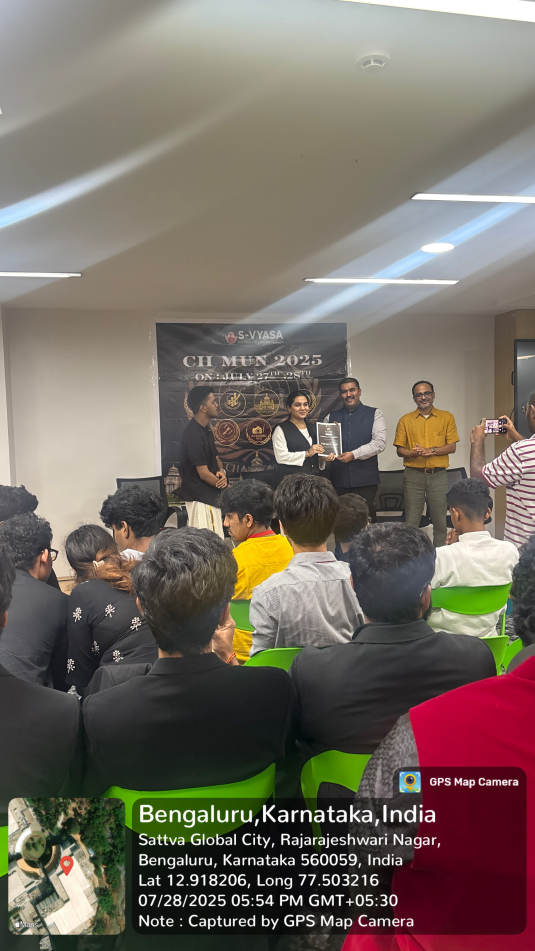 S-VYASA
CH MUN 2025
ON : JULY 27TH -28TH
GPS Map Camera
Bengaluru,Karnataka,India
Sattva Global City, Rajarajeshwari Nagar,
Bengaluru, Karnataka 560059, India
Lat 12.918206, Long 77.503216
07/28/2025 05:54 PM GMT+05:30
Note : Captured by GPS Map Camera
Maps